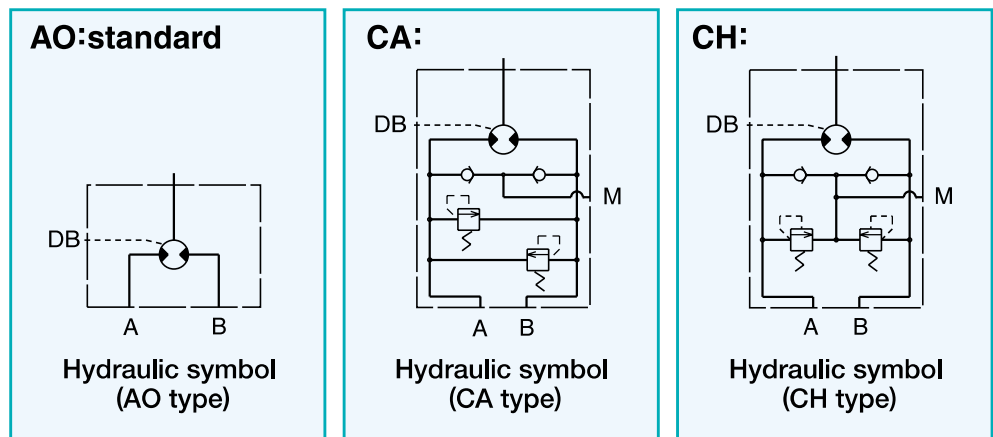 AO:standard
DB
A B
Hydraulic symbol
(AO type)
CA:
DB
M
A B
Hydraulic symbol
(CA type)
CH:
DB
M
A B
Hydraulic symbol
(CH type)